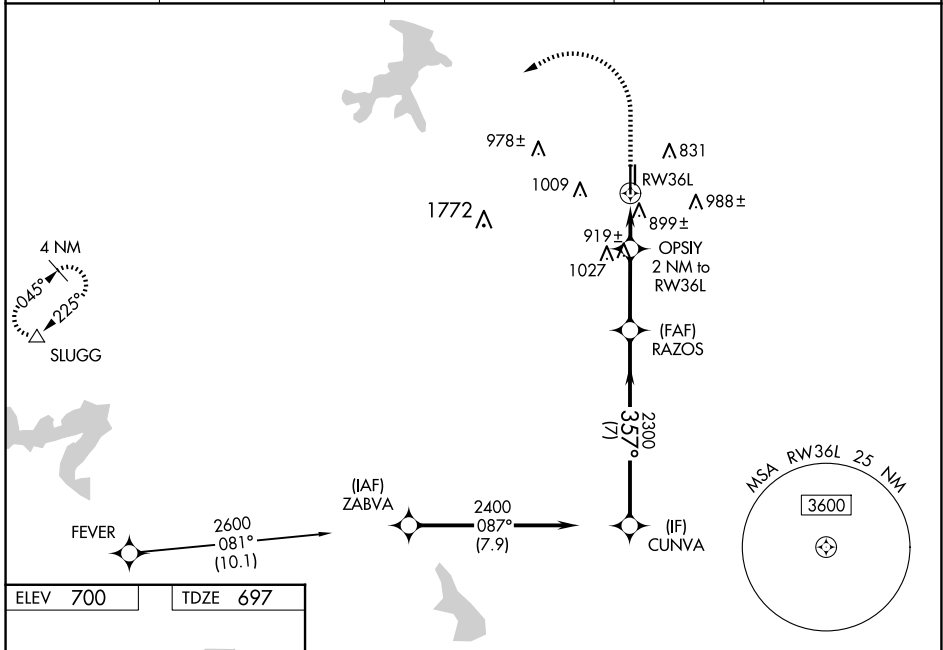 978±
831
1009
RW36L
1772
988±
899±
919±
OPSIY
1027
2 NM to
RW36L
4 NM
045°
225°
SLUGG
(FAF)
RAZOS
2300
357°
(7)
MSA RW36L 25 NM
3600
(IAF)
ZABVA
2400
087°
(7.9)
(IF)
CUNVA
FEVER
2600
081°
(10.1)
ELEV 700
TDZE 697